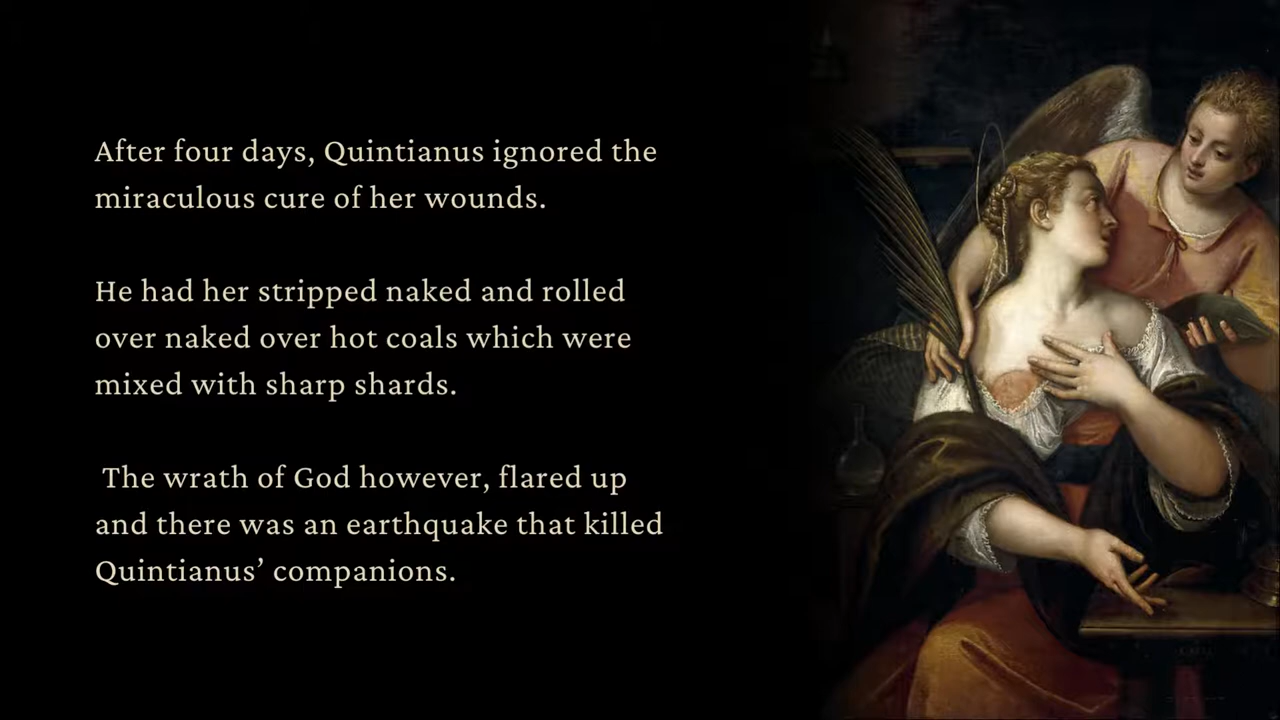 After four days, Quintianus ignored the
miraculous cure of her wounds.
He had her stripped naked and rolled
over naked over hot coals which were
mixed with sharp shards.
The wrath of God however, flared up
and there was an earthquake that killed
Quintianus’ companions.